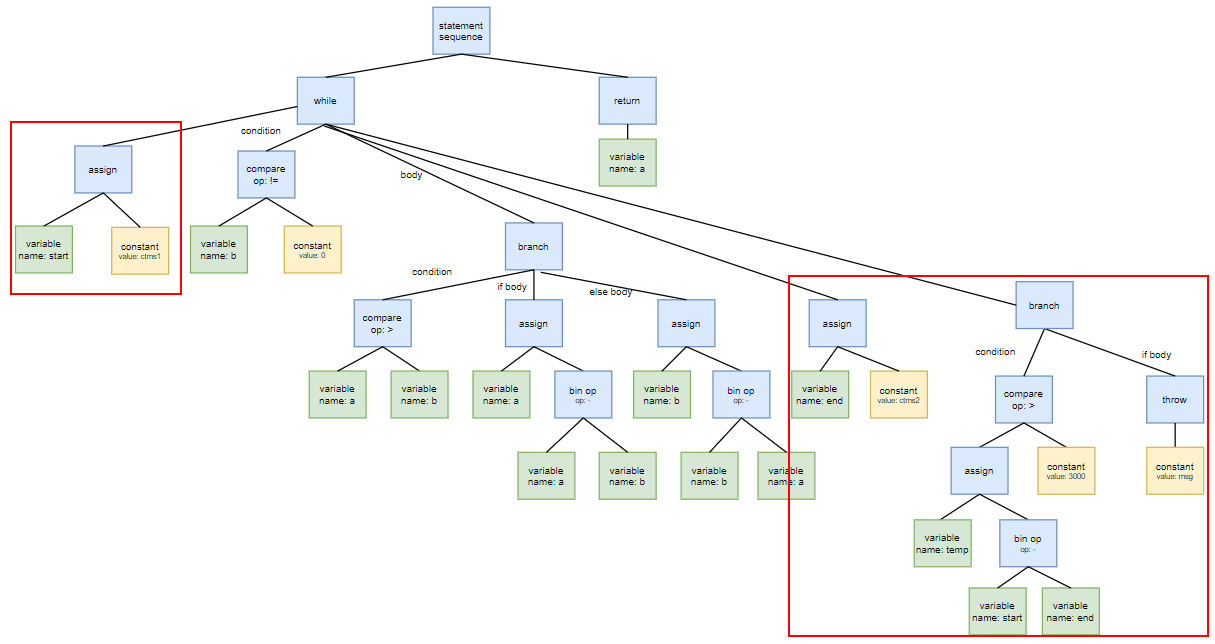 statement
sequence
while
return
condition
variable
name: a
assign
compare
op: !=
body
variable
name: start
constant
value: ctms1
variable
name: b
constant
value: 0
branch
condition
if body
else body
branch
compare
op: >
assign
assign
assign
condition
if body
variable
name: a
variable
name: b
variable
name: a
bin op
op: -
variable
name: b
bin op
op: -
variable
name: end
constant
value: ctms2
compare
op: >
throw
variable
name: a
variable
name: b
variable
name: b
variable
name: a
assign
constant
value: 3000
constant
value: msg
variable
name: temp
bin op
op: -
variable
name: start
variable
name: end